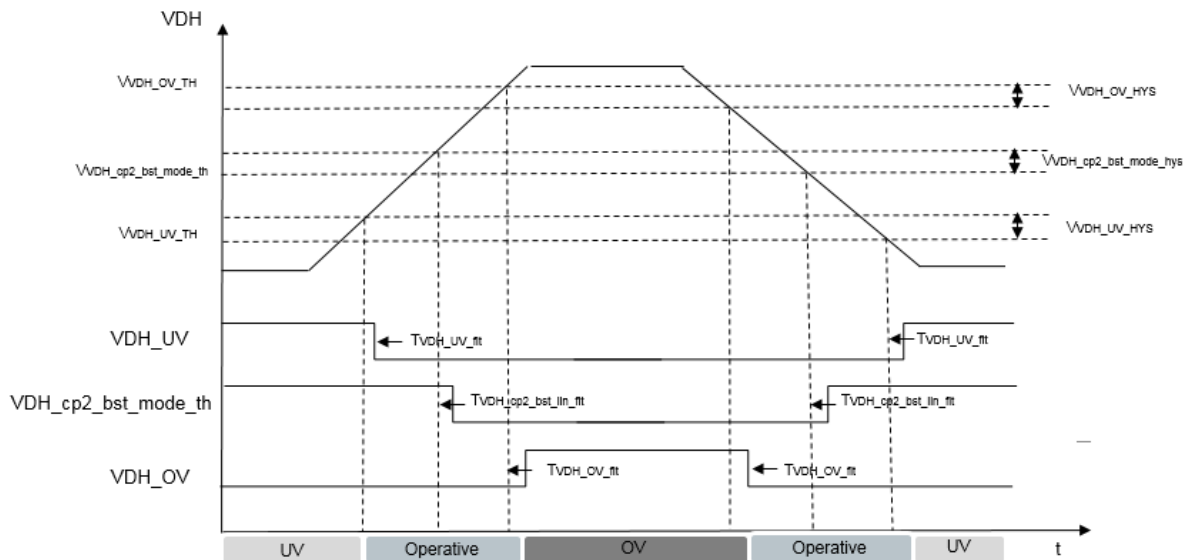 VDH
VVDH_OV_TH
VVDH_OV_HYS
VVDH_cp2_bst_mode_th
VVDH_cp2_bst_mode_hys
VVDH_UV_TH
VVDH_UV_HYS
VDH_UV
TVDH_UV_flt
TVDH_UV_flt
VDH_cp2_bst_mode_th
TVDH_cp2_bst_lin_flt
TVDH_cp2_bst_lin_flt
VDH_OV
TVDH_OV_flt
TVDH_OV_flt
UV
Operative
OV
Operative
UV
t